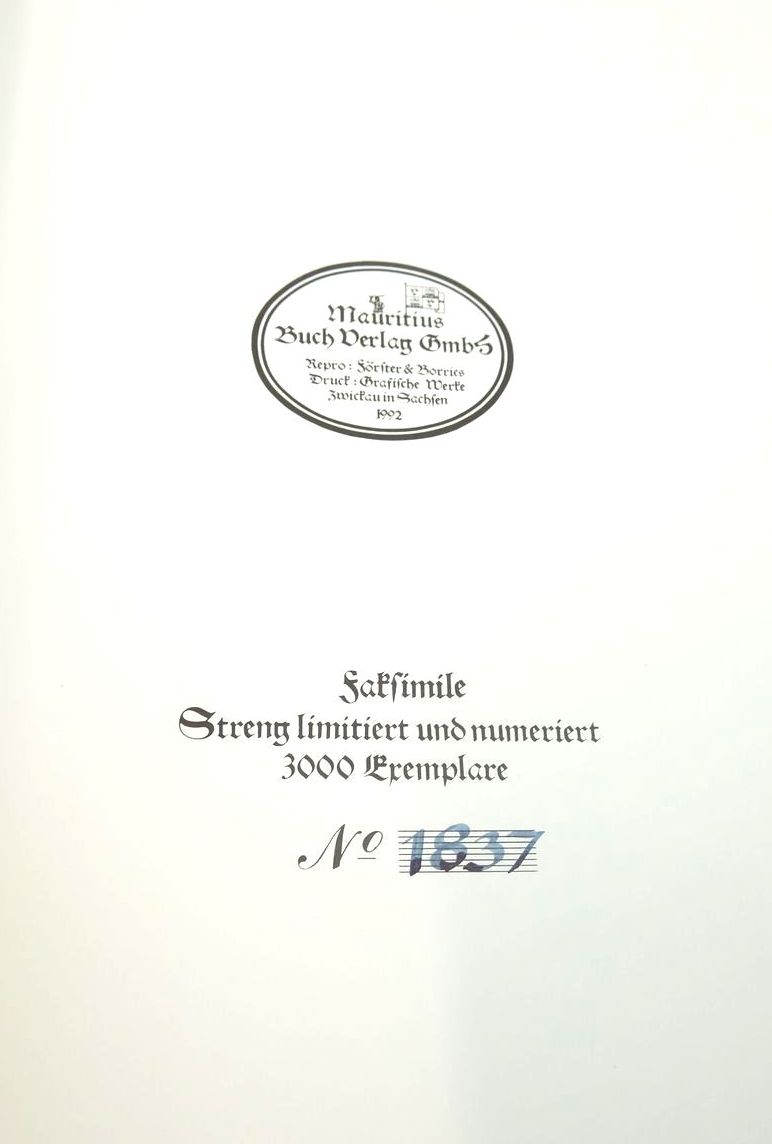 Mauritius
Buch Verlag GmbH
Repro: Förster & Borries
Druck: Grafische Werke
Zwickau in Sachsen
1992
Faksimile
Streng limitiert und numeriert
3000 Exemplare
No 1837